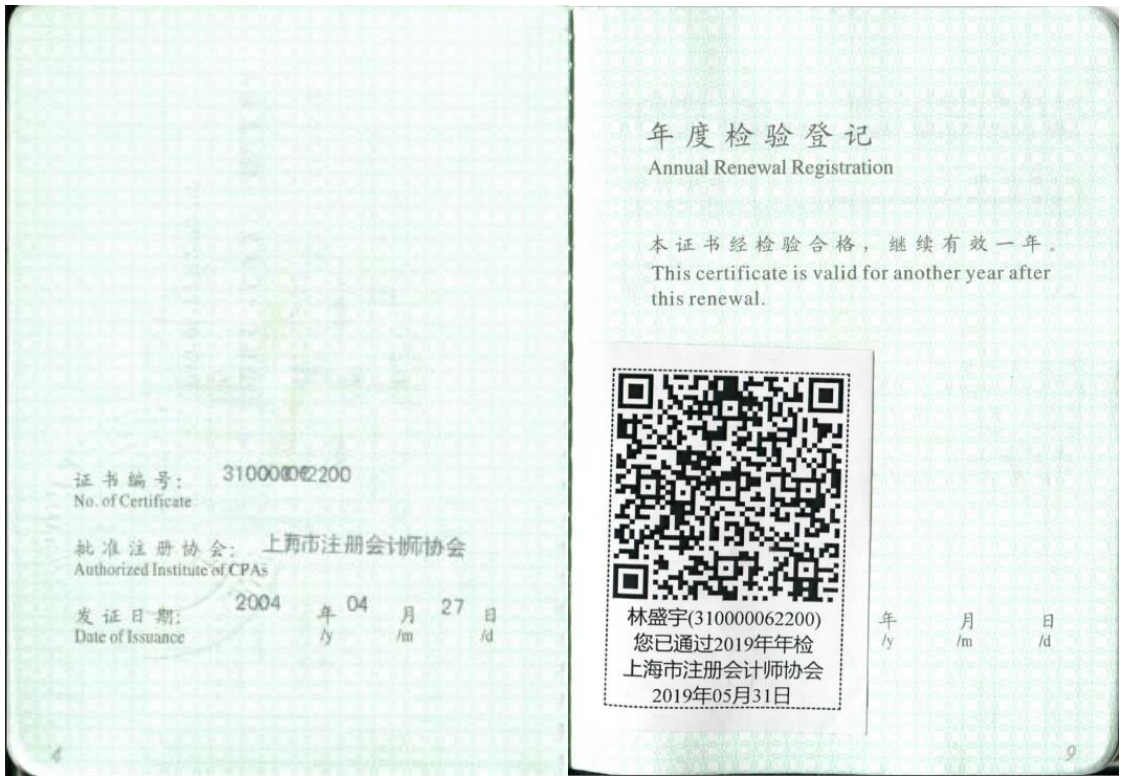 证书编号: 310000062200
No. of Certificate
批准注册协会: 上海市注册会计师协会
Authorized Institute of CPAs
发证日期: 2004 年 04 月 27 日
Date of Issuance /y /m /d
4
年度检验登记
Annual Renewal Registration
本证书经检验合格，继续有效一年。
This certificate is valid for another year after
this renewal.
林盛宇(310000062200)
您已通过2019年年检
上海市注册会计师协会
2019年05月31日
年 月 日
/y /m /d
9